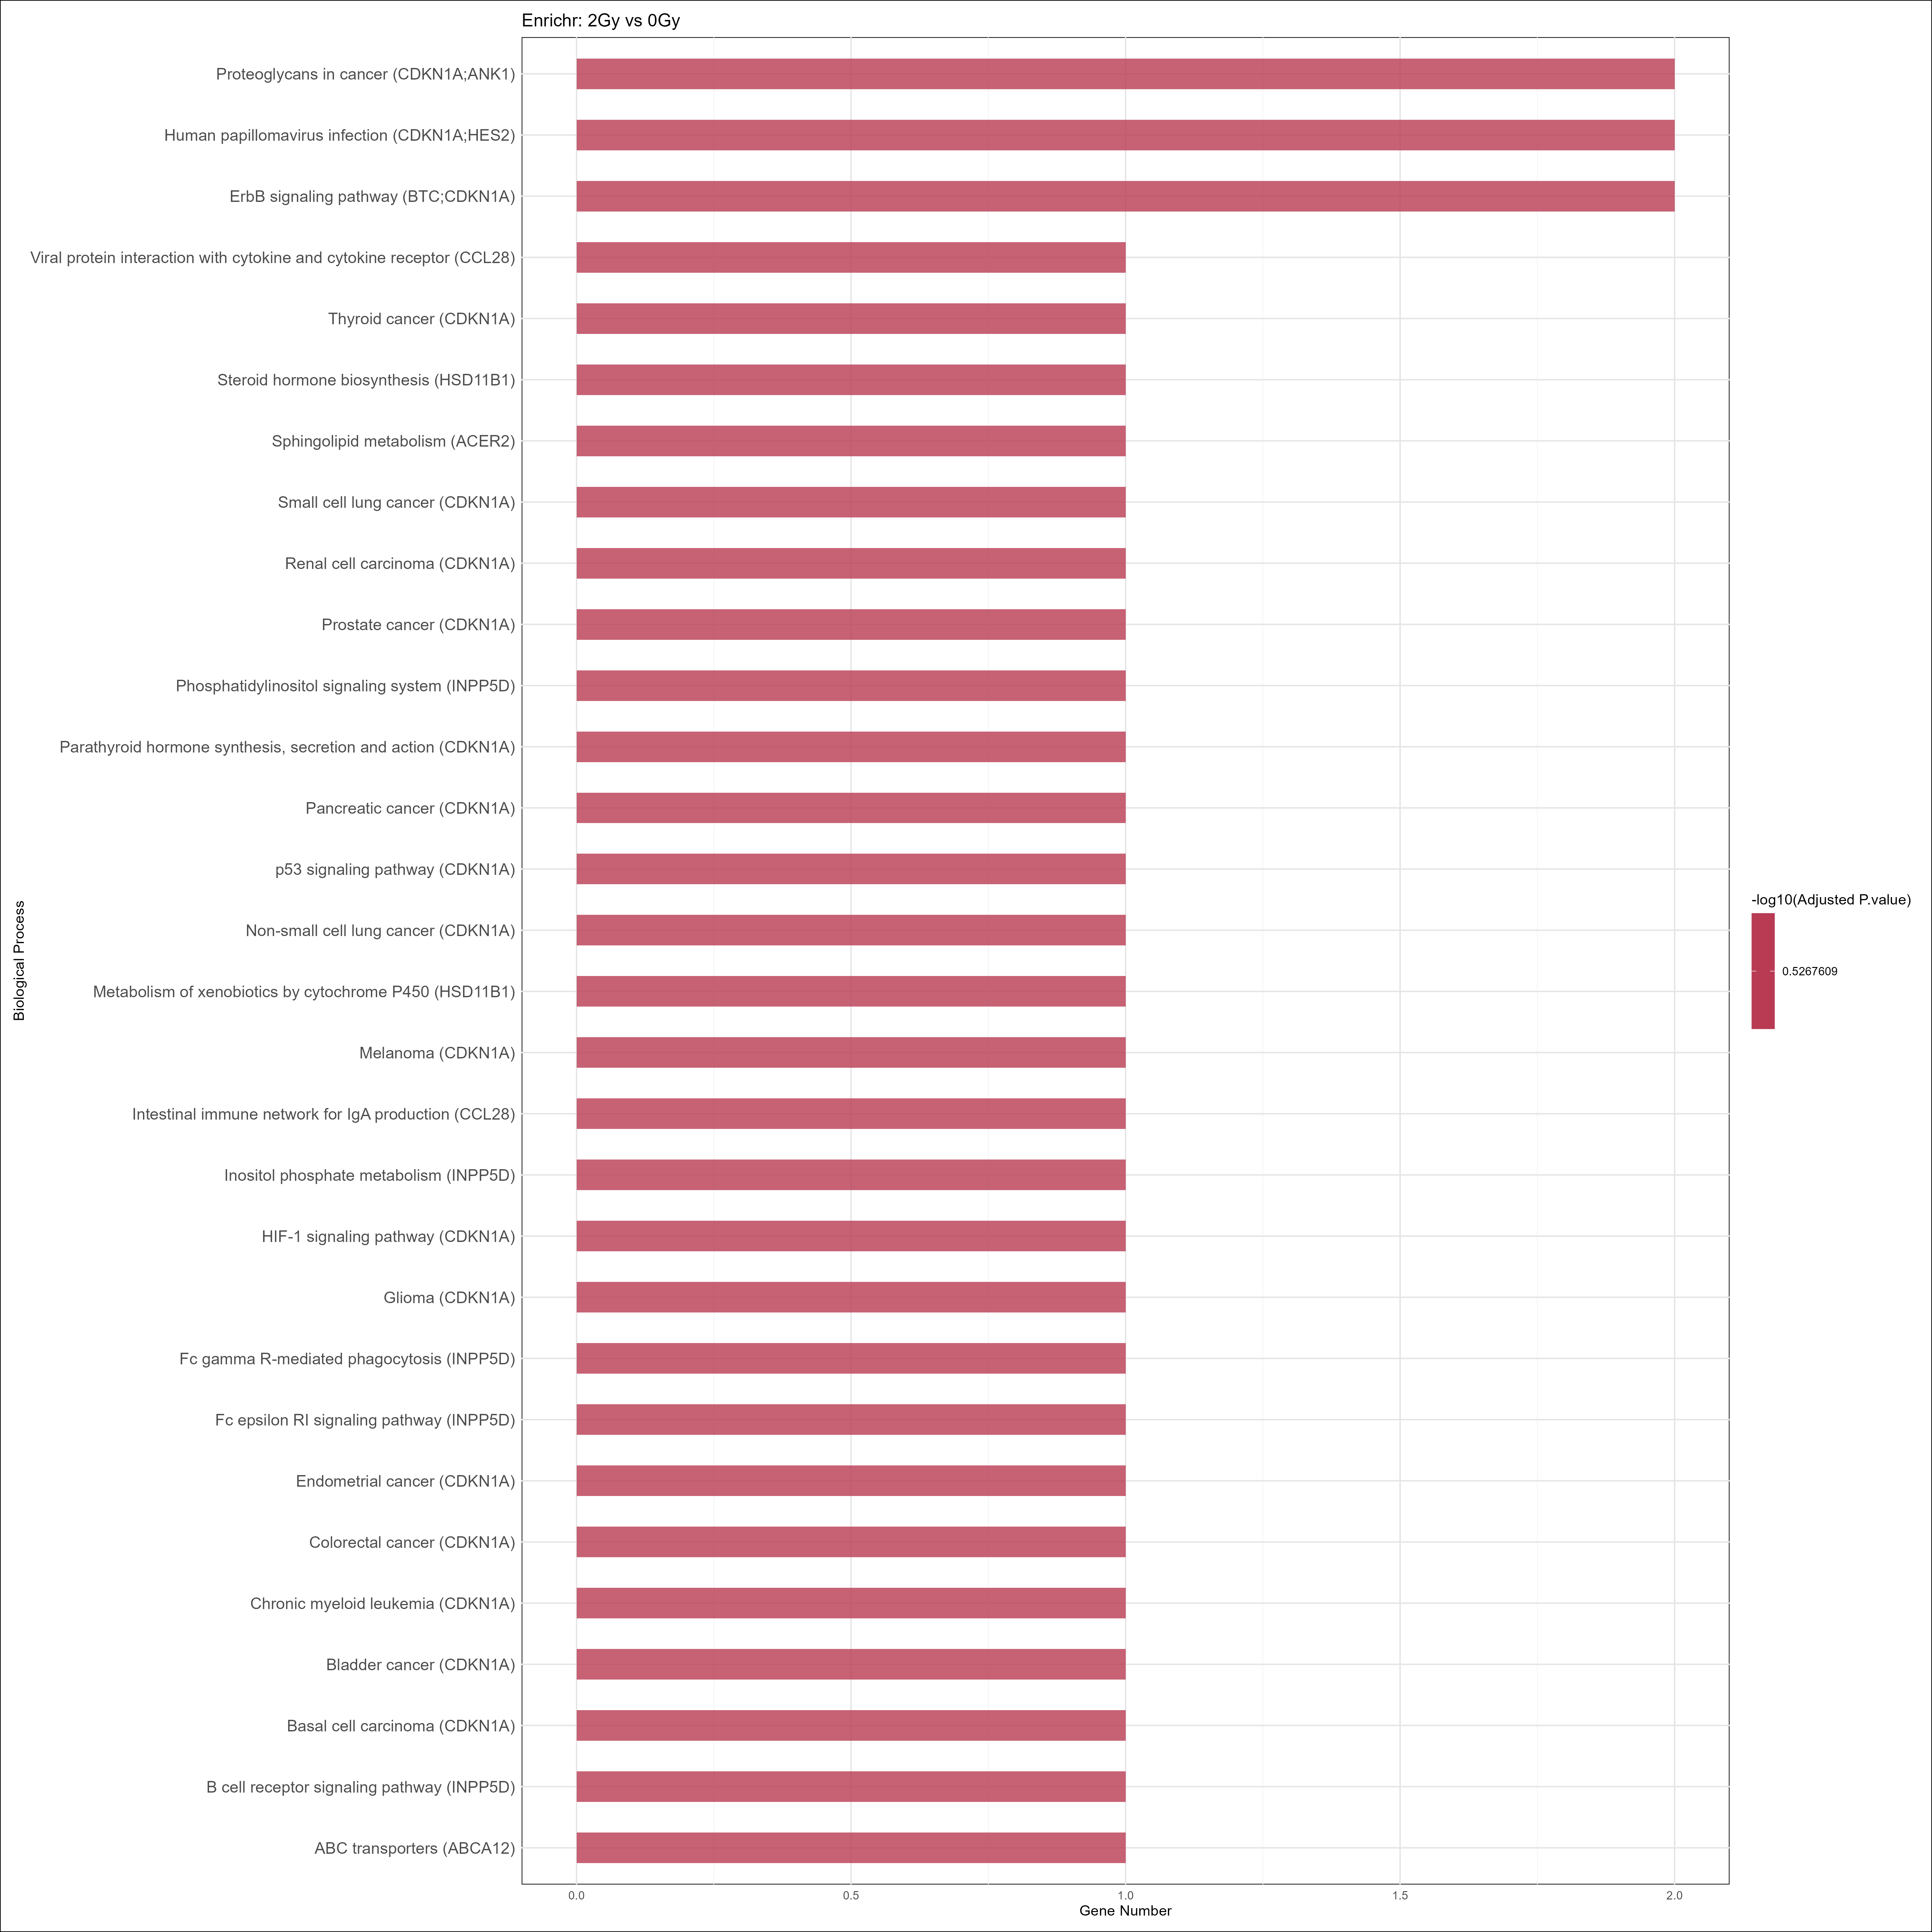 Enrichr: 2Gy vs 0Gy
Proteoglycans in cancer (CDKN1A;ANK1)
Human papillomavirus infection (CDKN1A;HES2)
ErbB signaling pathway (BTC;CDKN1A)
Viral protein interaction with cytokine and cytokine receptor (CCL28)
Thyroid cancer (CDKN1A)
Steroid hormone biosynthesis (HSD11B1)
Sphingolipid metabolism (ACER2)
Small cell lung cancer (CDKN1A)
Renal cell carcinoma (CDKN1A)
Prostate cancer (CDKN1A)
Phosphatidylinositol signaling system (INPP5D)
Parathyroid hormone synthesis, secretion and action (CDKN1A)
Pancreatic cancer (CDKN1A)
p53 signaling pathway (CDKN1A)
Non-small cell lung cancer (CDKN1A)
Metabolism of xenobiotics by cytochrome P450 (HSD11B1)
Melanoma (CDKN1A)
Intestinal immune network for IgA production (CCL28)
Inositol phosphate metabolism (INPP5D)
HIF-1 signaling pathway (CDKN1A)
Glioma (CDKN1A)
Fc gamma R-mediated phagocytosis (INPP5D)
Fc epsilon RI signaling pathway (INPP5D)
Endometrial cancer (CDKN1A)
Colorectal cancer (CDKN1A)
Chronic myeloid leukemia (CDKN1A)
Bladder cancer (CDKN1A)
Basal cell carcinoma (CDKN1A)
B cell receptor signaling pathway (INPP5D)
ABC transporters (ABCA12)
Biological Process
0.0 0.5 1.0 1.5 2.0
Gene Number
-log10(Adjusted P.value)
0.5267609